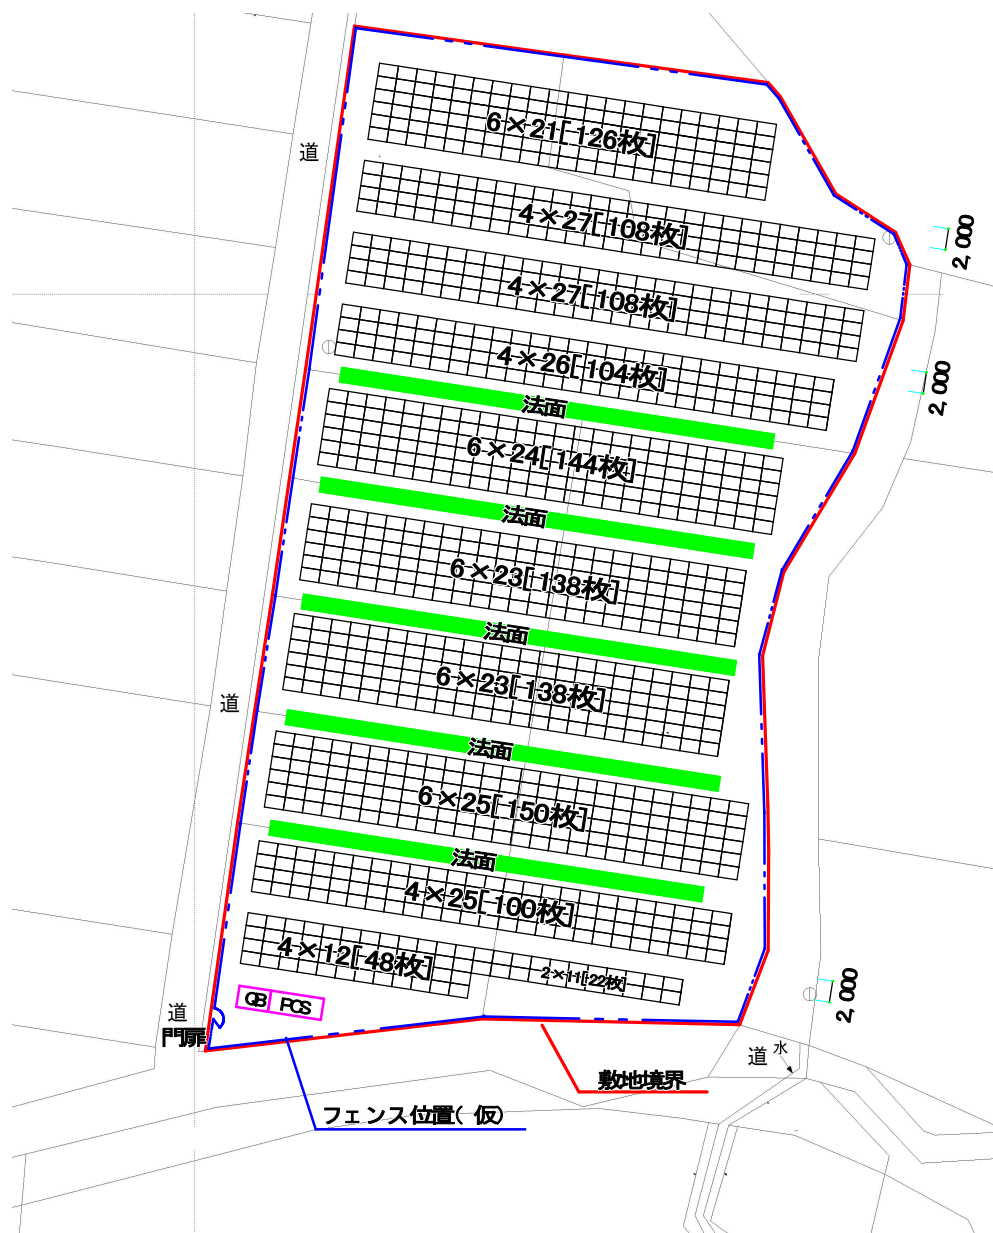 道
6×21[126枚]
4×27[108枚]
2,000
4×27[108枚]
4×26[104枚]
2,000
法面
6×24[144枚]
法面
6×23[138枚]
法面
6×23[138枚]
道
法面
6×25[150枚]
法面
4×25[100枚]
4×12[48枚]
2×11[22枚]
2,000
QB PCS
道
門扉
道
水
敷地境界
フェンス位置(仮)